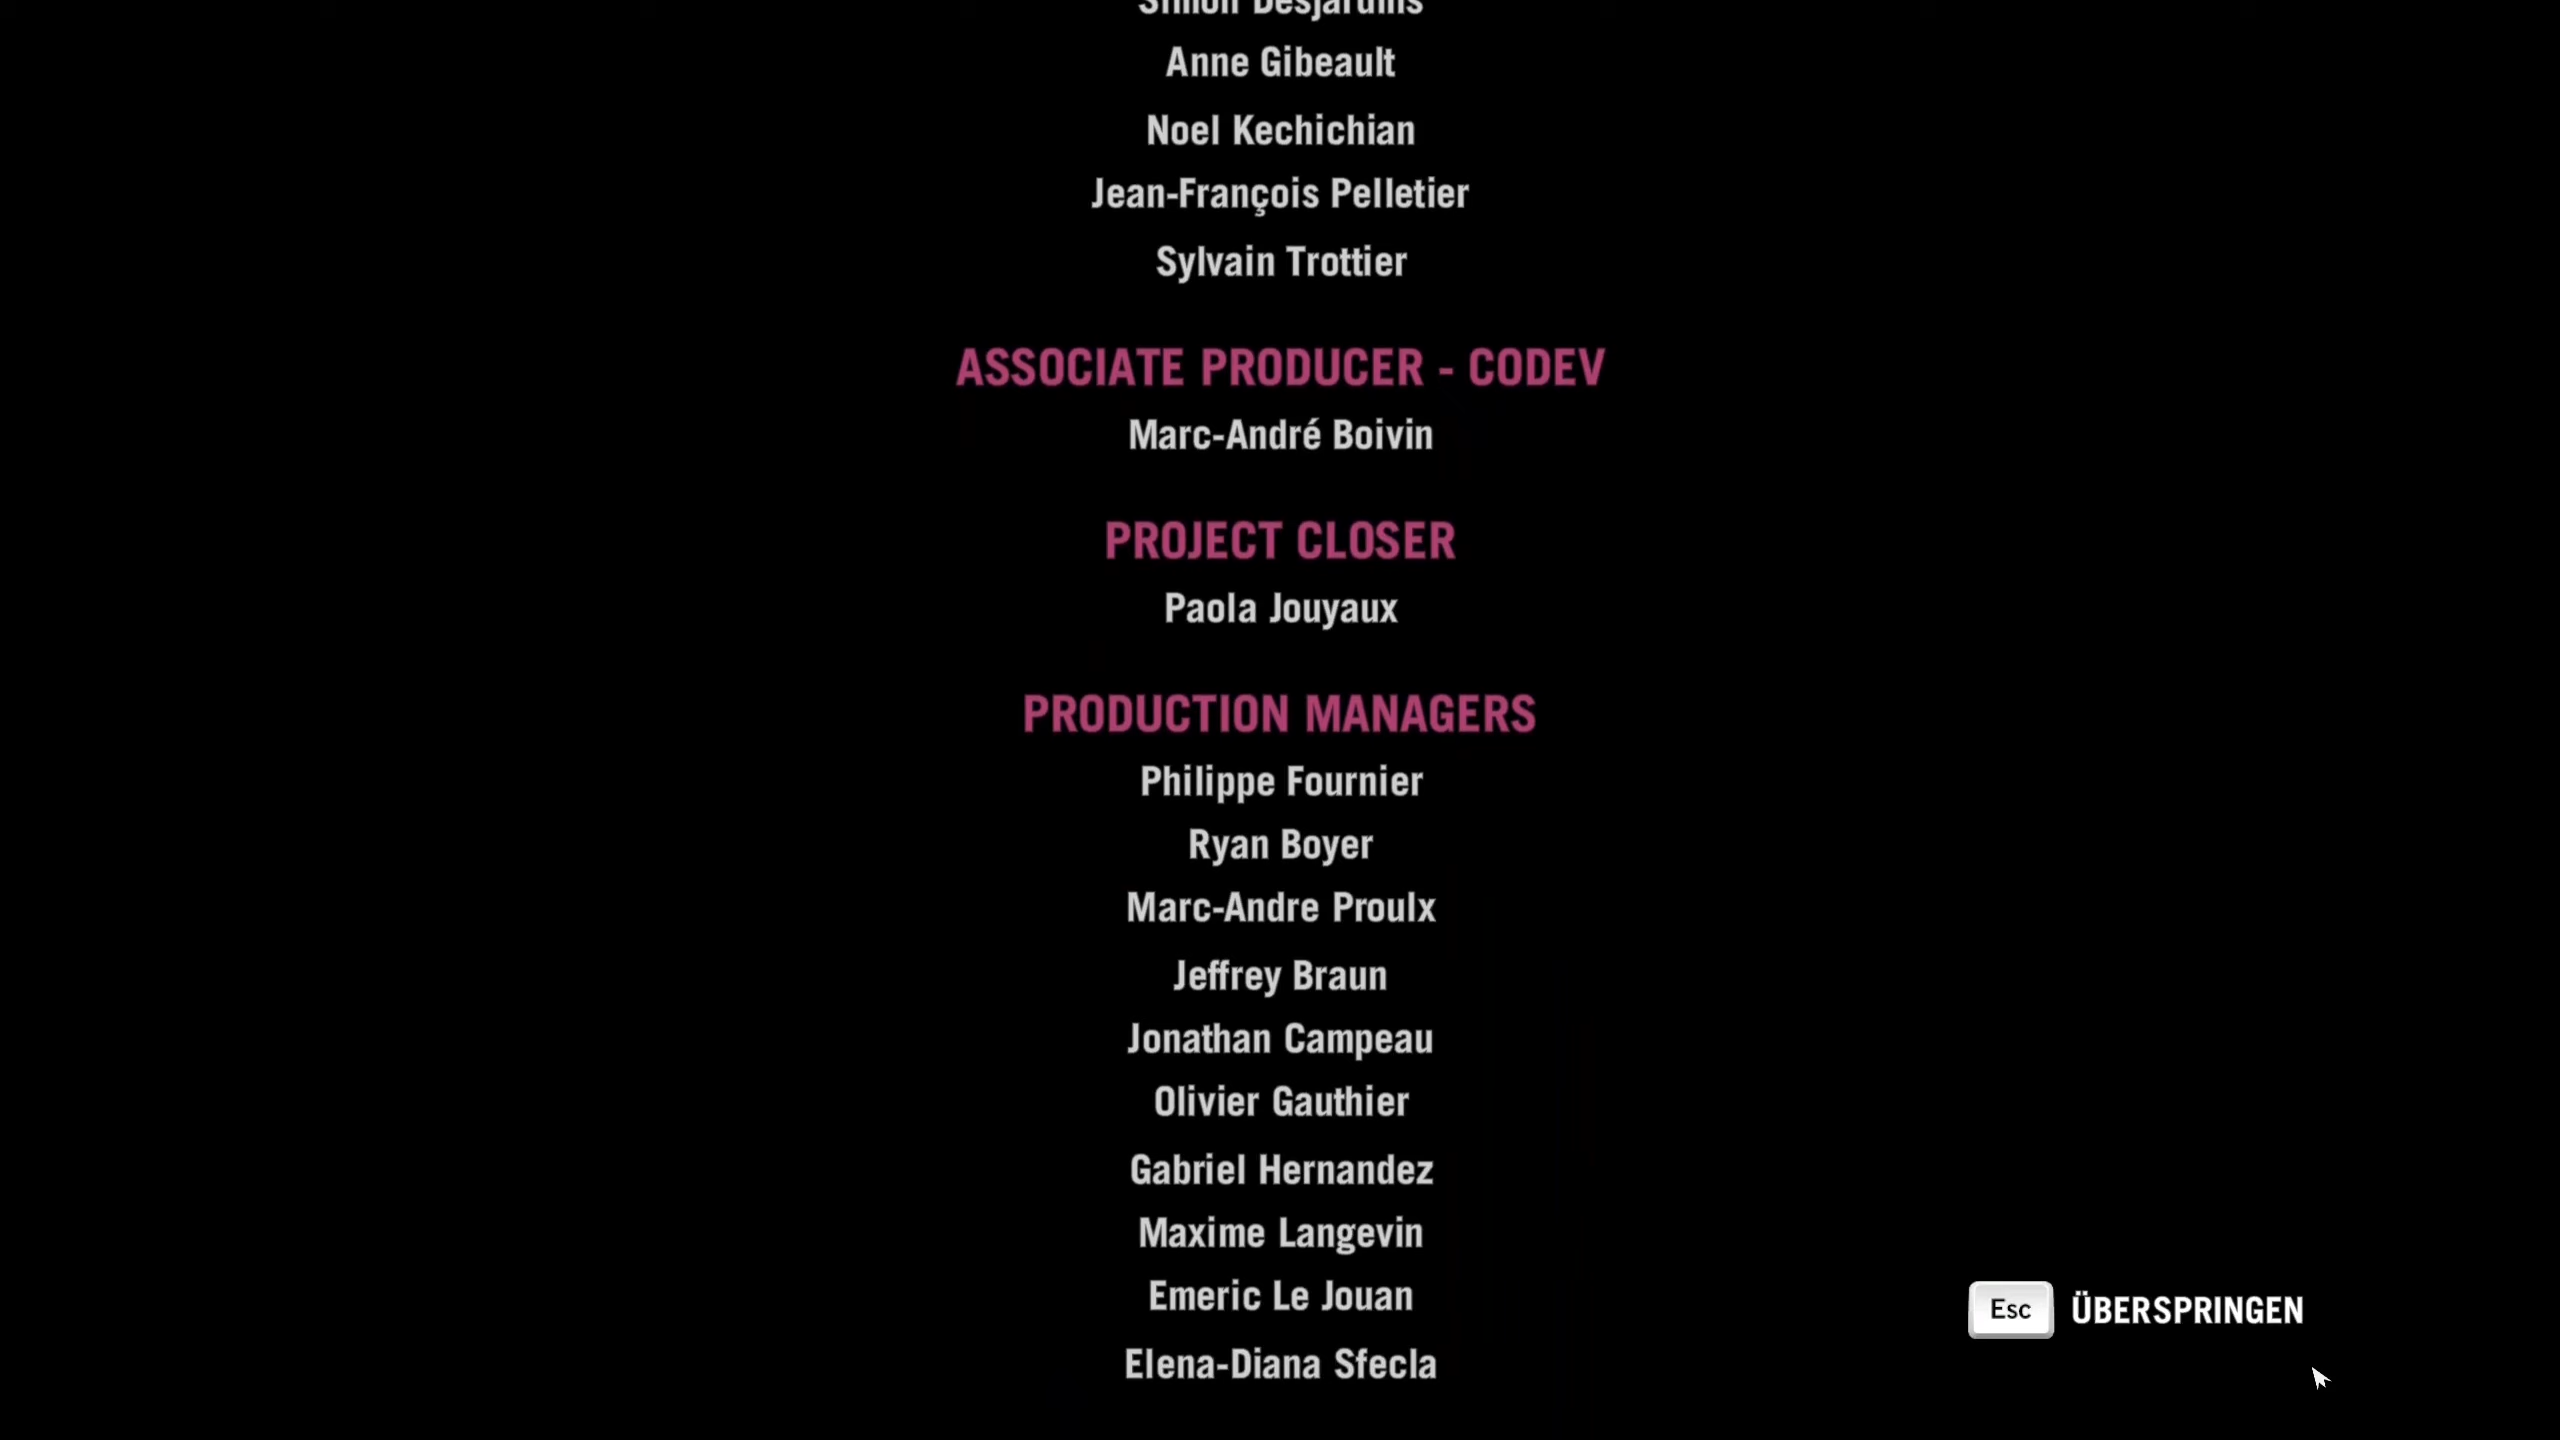 Simon Desjardins
Anne Gibeault
Noel Kechichian
Jean-François Pelletier
Sylvain Trottier
ASSOCIATE PRODUCER - CODEV
Marc-André Boivin
PROJECT CLOSER
Paola Jouyaux
PRODUCTION MANAGERS
Philippe Fournier
Ryan Boyer
Marc-Andre Proulx
Jeffrey Braun
Jonathan Campeau
Olivier Gauthier
Gabriel Hernandez
Maxime Langevin
Emeric Le Jouan
Elena-Diana Sfecla
Esc ÜBERSPRINGEN